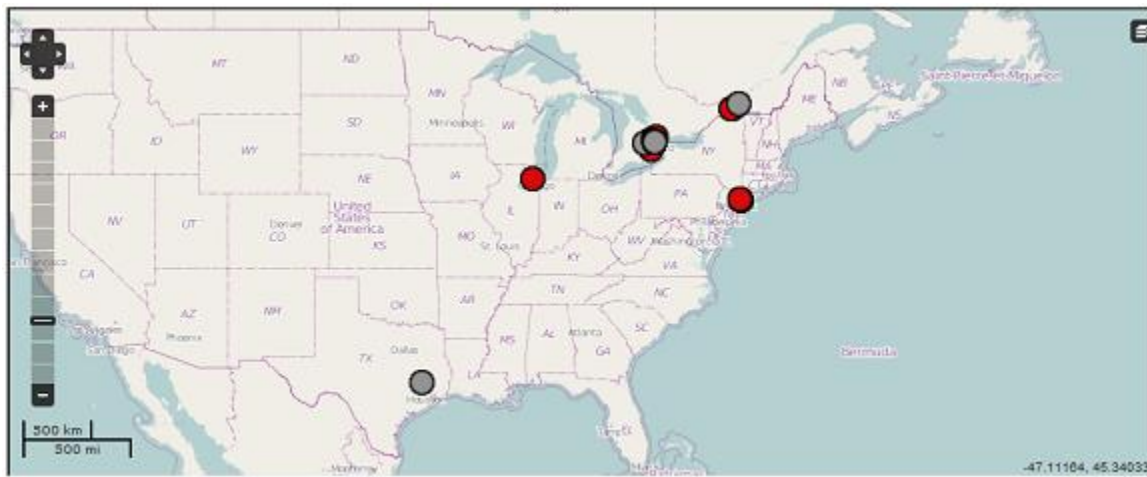 MT
ND
MN
Minneapolis
WI
MI
OR
ID
WY
SD
IA
NE
NV
UT
Denver
CO
United
States
of America
KS
MO
IL
IN
OH
St. Louis
KY
WV
VA
PA
NY
VT
NH
MA
ME
NB
NS
Saint-Pierre-et-Miquelon
Philadelphia
Washington
CA
AZ
Phoenix
NM
OK
AR
TN
NC
SC
MS
AL
Atlanta
GA
TX
Dallas
LA
Bermuda
Monterrey
500 km
500 mi
-47.11164, 45.34033